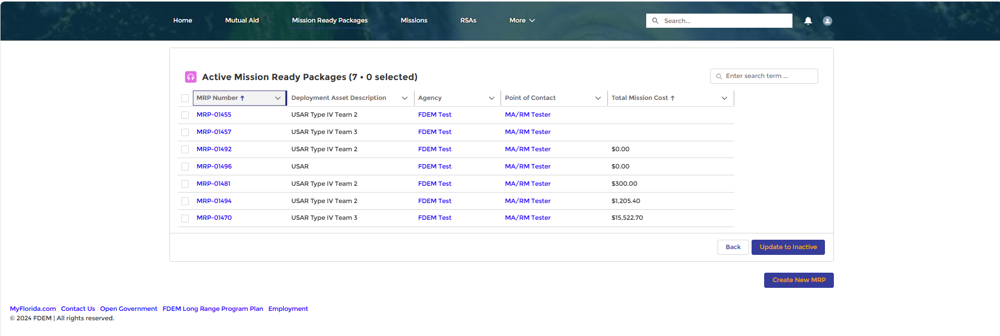 Home Mutual Aid Mission Ready Packages Missions RSAs More Search...
Active Mission Ready Packages (7 • 0 selected) Enter search term ...
MRP Number Deployment Asset Description Agency Point of Contact Total Mission Cost
MRP-01455 USAR Type IV Team 2 FDEM Test MA/RM Tester
MRP-01457 USAR Type IV Team 3 FDEM Test MA/RM Tester
MRP-01492 USAR Type IV Team 2 FDEM Test MA/RM Tester $0.00
MRP-01496 USAR FDEM Test MA/RM Tester $0.00
MRP-01481 USAR Type IV Team 2 FDEM Test MA/RM Tester $300.00
MRP-01494 USAR Type IV Team 2 FDEM Test MA/RM Tester $1,205.40
MRP-01470 USAR Type IV Team 3 FDEM Test MA/RM Tester $15,522.70
Back Update to Inactive
Create New MRP
MyFlorida.com Contact Us Open Government FDEM Long Range Program Plan Employment
© 2024 FDEM | All rights reserved.